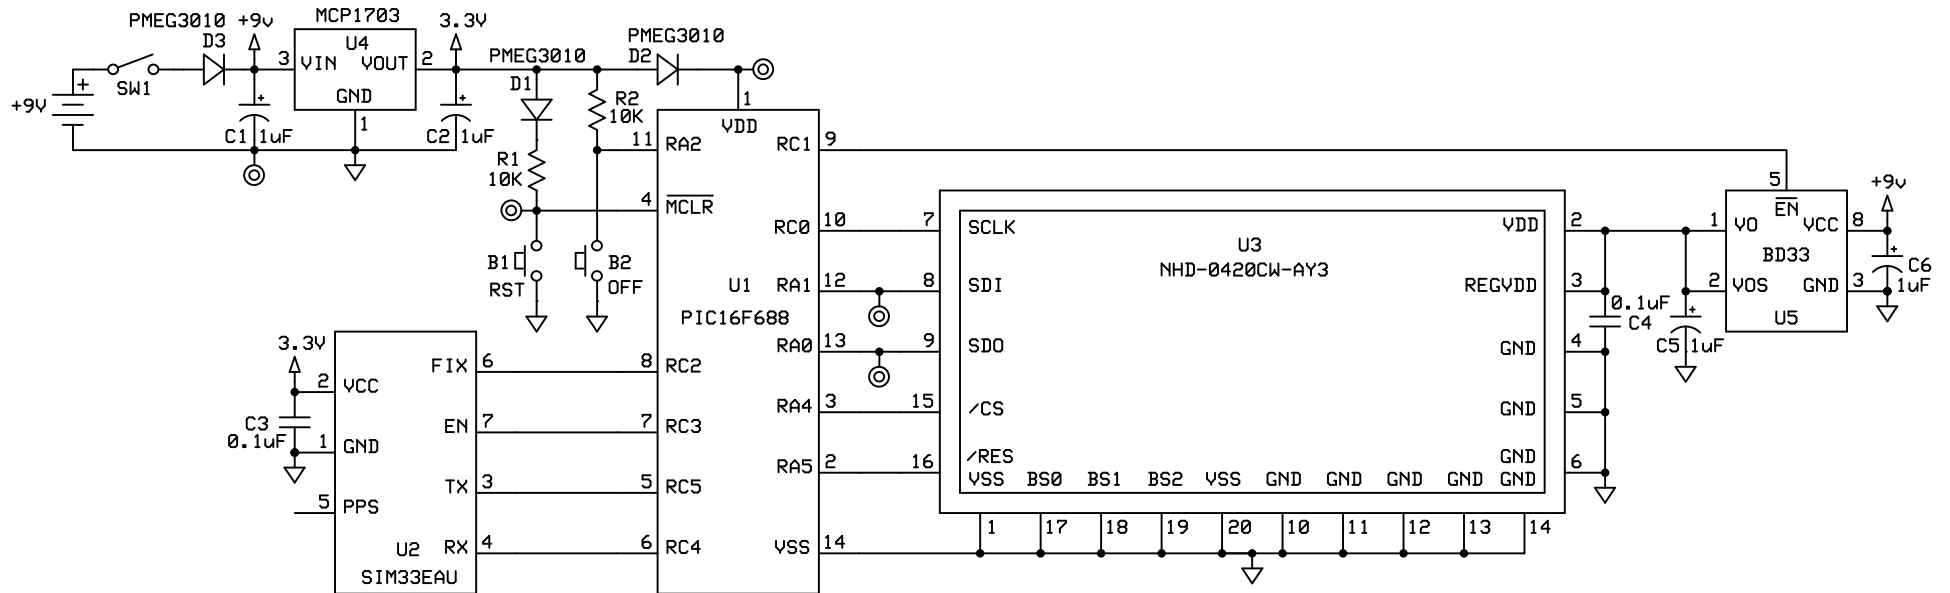 PMEG3010
D3
+9v
MCP1703
U4
3 VIN VOUT 2
GND
1
3.3V
PMEG3010
D1
PMEG3010
D2
+9V
+
SW1
+
C1 1uF
+
C2 1uF
R2
10K
R1
10K
1
VDD
11 RA2
4 MCLR
B1
RST
B2
OFF
U1
PIC16F688
RC1 9
RC0 10
RA1 12
RA0 13
RA4 3
RA5 2
VSS 14
8 RC2
7 RC3
5 RC5
6 RC4
3.3V
2 VCC
C3
0.1uF
1 GND
5 PPS
FIX 6
EN 7
TX 3
RX 4
U2
SIM33EAU
7 SCLK
8 SDI
9 SDO
15 /CS
16 /RES
U3
NHD-0420CW-AY3
VDD 2
REGVDD 3
GND 4
GND 5
GND 6
VSS BS0 BS1 BS2 VSS GND GND GND GND GND
1 17 18 19 20 10 11 12 13 14
0.1uF
C4
+
C5 1uF
5
EN
1 VO VCC 8
BD33
2 VOS GND 3
U5
+9v
+
C6
1uF